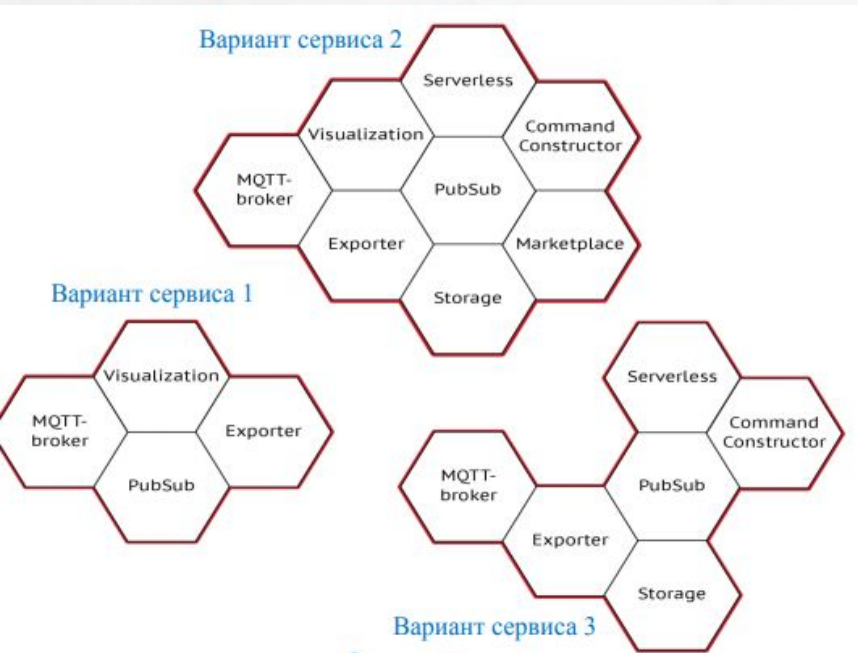 Вариант сервиса 2
Serverless
Visualization
Command
Constructor
MQTT-
broker
PubSub
Exporter
Marketplace
Storage
Вариант сервиса 1
Visualization
MQTT-
broker
Exporter
PubSub
Serverless
Command
Constructor
MQTT-
broker
PubSub
Exporter
Storage
Вариант сервиса 3